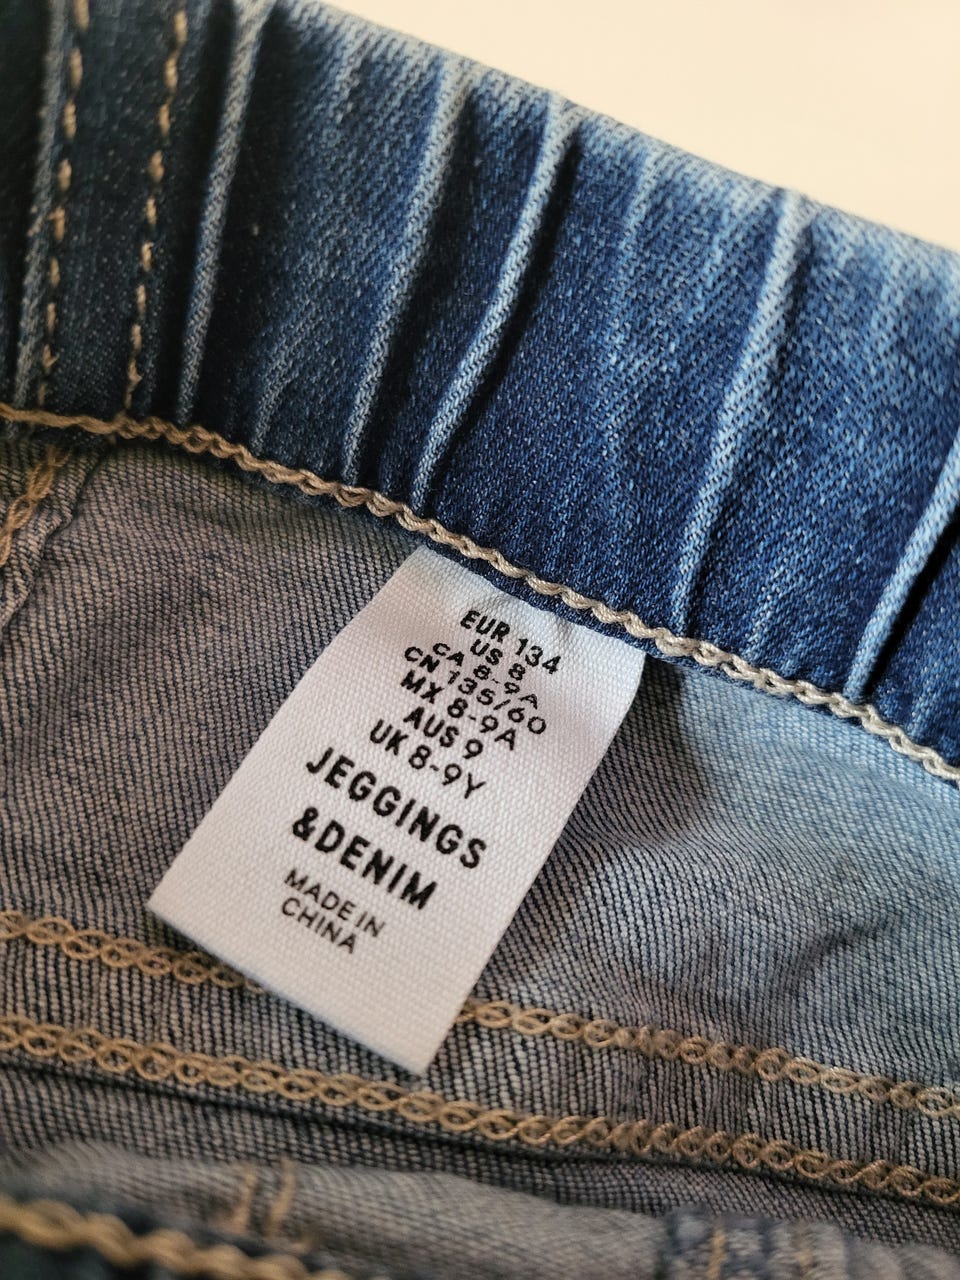 EUR 134
US 8
CA 8-9A
CN 135/60
MX 8-9A
AUS 9
UK 8-9Y
JEGGINGS
&DENIM
MADE IN
CHINA